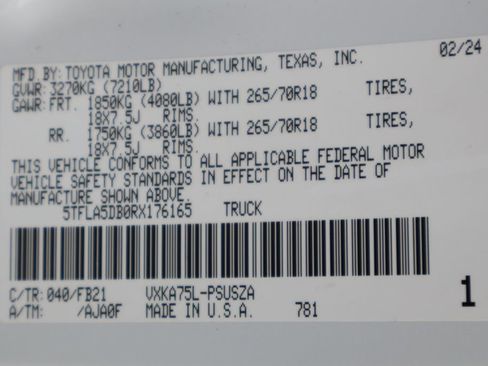 MFD.BY: TOYOTA MOTOR MANUFACTURING, TEXAS, INC. 02/24
GVWR: 3270KG (7210LB)
GAWR: FRT. 1850KG (4080LB) WITH 265/70R18 TIRES,
18X7.5J RIMS.
RR. 1750KG (3860LB) WITH 265/70R18 TIRES,
18X7.5J RIMS.
THIS VEHICLE CONFORMS TO ALL APPLICABLE FEDERAL MOTOR
VEHICLE SAFETY STANDARDS IN EFFECT ON THE DATE OF
MANUFACTURE SHOWN ABOVE.
5TFLA5DB0RX176165 TRUCK
C/TR: 040/FB21 VXKA75L-PSUSZA 1
A/TM: /AJA0F MADE IN U.S.A. 781